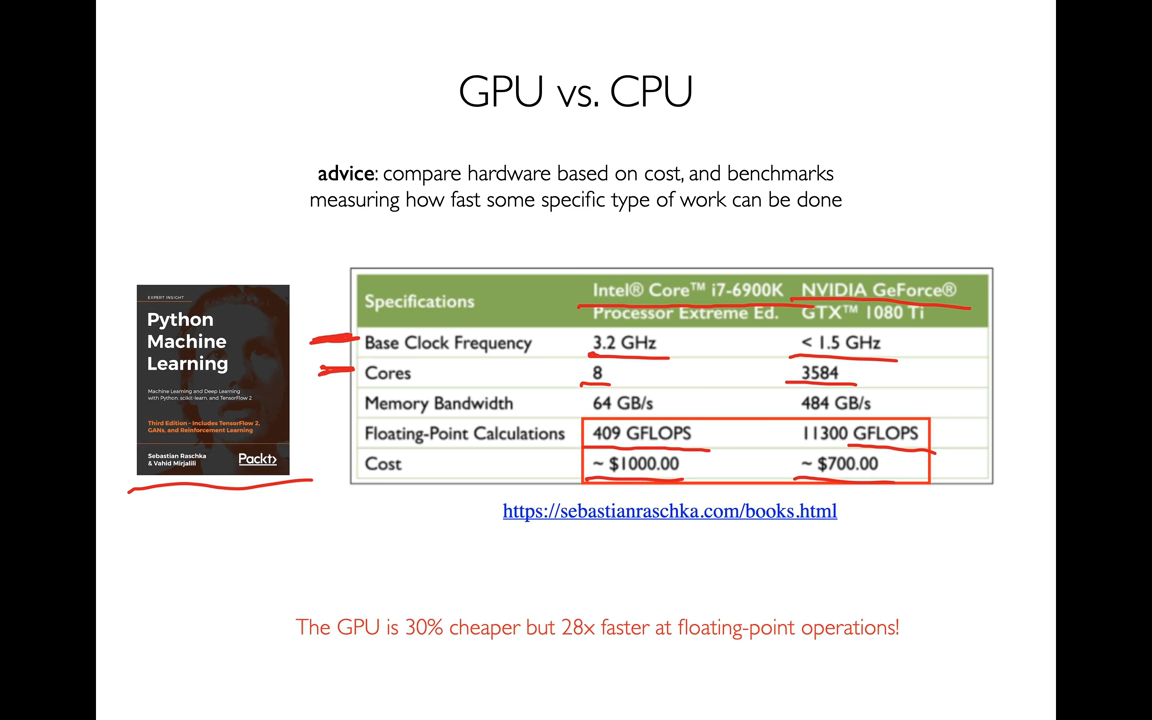 GPU vs. CPU
advice: compare hardware based on cost, and benchmarks
measuring how fast some specific type of work can be done
EXPERT INSIGHT
Python
Machine
Learning
Machine Learning and Deep Learning
with Python, scikit-learn, and TensorFlow 2
Third Edition - Includes TensorFlow 2,
GANs, and Reinforcement Learning
Sebastian Raschka
& Vahid Mirjalili
Packt>
Specifications Intel® Core™ i7-6900K Processor Extreme Ed. NVIDIA GeForce® GTX™ 1080 Ti
Base Clock Frequency 3.2 GHz < 1.5 GHz
Cores 8 3584
Memory Bandwidth 64 GB/s 484 GB/s
Floating-Point Calculations 409 GFLOPS 11300 GFLOPS
Cost ~ $1000.00 ~ $700.00
https://sebastianraschka.com/books.html
The GPU is 30% cheaper but 28x faster at floating-point operations!